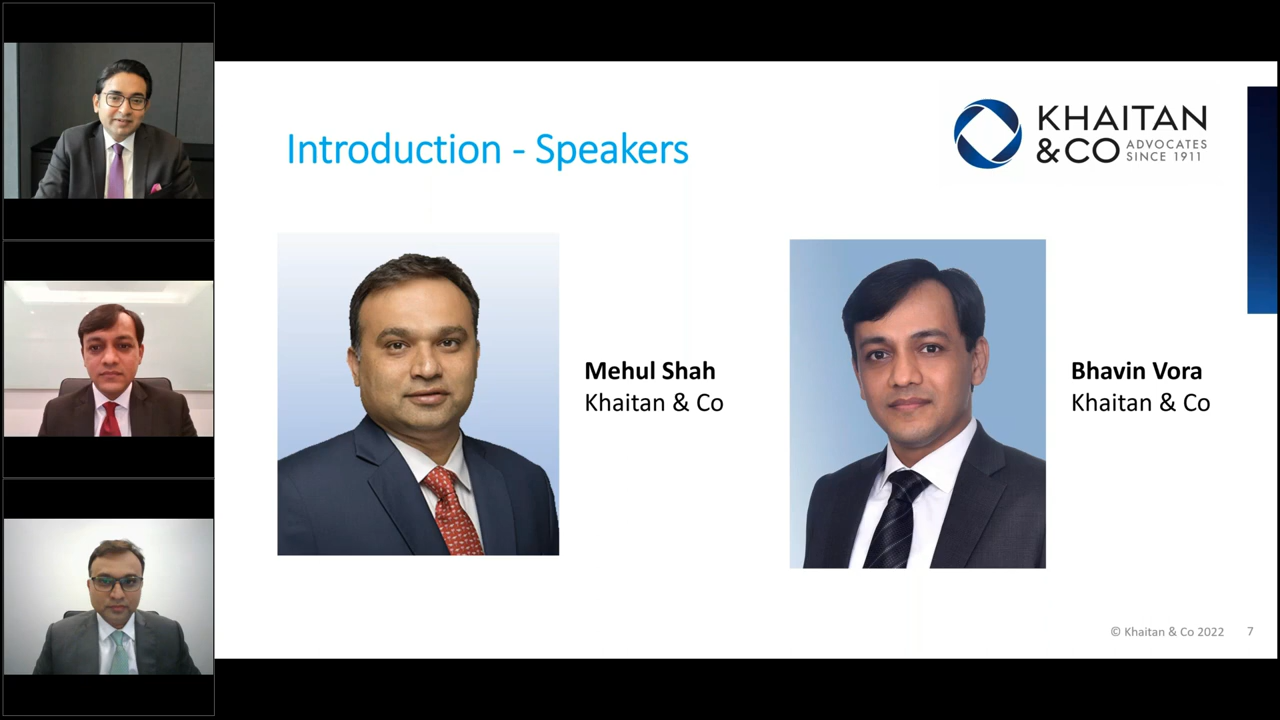 Introduction - Speakers
KHAITAN
&CO ADVOCATES
SINCE 1911
Mehul Shah
Khaitan & Co
Bhavin Vora
Khaitan & Co
© Khaitan & Co 2022 7